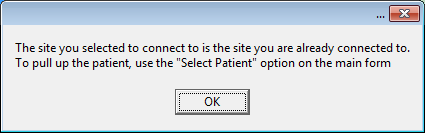 ...
The site you selected to connect to is the site you are already connected to.
To pull up the patient, use the "Select Patient" option on the main form
OK